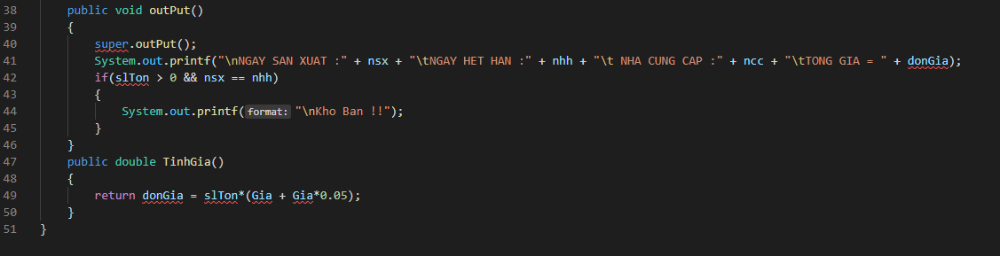 38 public void outPut()
39 {
40 super.outPut();
41 System.out.printf("\nNGAY SAN XUAT :" + nsx + "\tNGAY HET HAN :" + nhh + "\t NHA CUNG CAP :" + ncc + "\tTONG GIA = " + donGia);
42 if(slTon > 0 && nsx == nhh)
43 {
44 System.out.printf(format: "\nKho Ban !!");
45 }
46 }
47 public double TinhGia()
48 {
49 return donGia = slTon*(Gia + Gia*0.05);
50 }
51 }